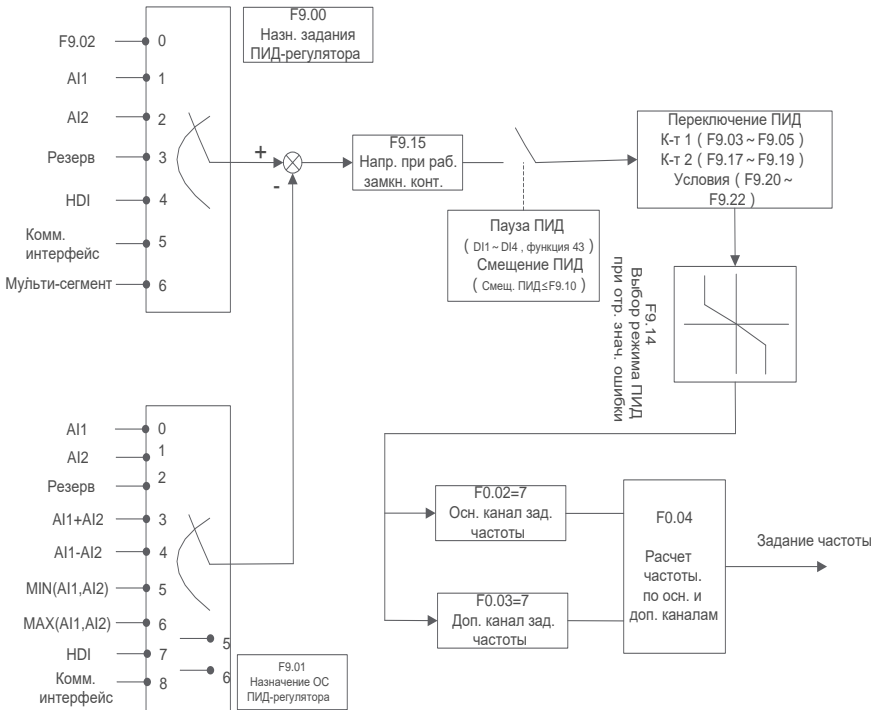 F9.00
Назн. задания
ПИД-регулятора
F9.02 0
AI1 1
AI2 2
Резерв 3
HDI 4
Комм.
интерфейс 5
Мульти-сегмент 6
+
-
F9.15
Напр. при раб.
замкн. конт.
Пауза ПИД
( DI1 ~ DI4 , функция 43 )
Смещение ПИД
( Смещ. ПИД≤F9.10 )
Переключение ПИД
К-т 1 ( F9.03 ~ F9.05 )
К-т 2 ( F9.17 ~ F9.19 )
Условия ( F9.20 ~
F9.22 )
F9.14
Выбор режима ПИД
при отр. знач. ошибки
AI1 0
AI2 1
Резерв 2
AI1+AI2 3
AI1-AI2 4
MIN(AI1,AI2) 5
MAX(AI1,AI2) 6
5
HDI 7
6
Комм.
интерфейс 8
F9.01
Назначение ОС
ПИД-регулятора
F0.02=7
Осн. канал зад.
частоты
F0.03=7
Доп. канал зад.
частоты
F0.04
Расчет
частоты.
по осн. и
доп. каналам
Задание частоты